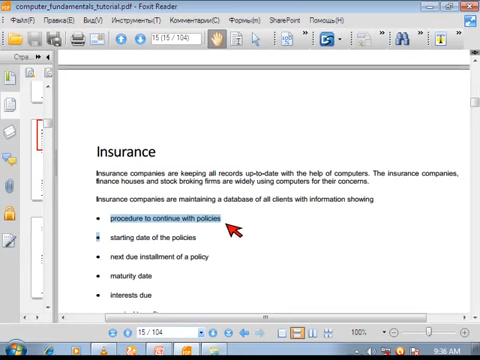 computer_fundamentals_tutorial.pdf - Foxit Reader
Файл(F) Правка(E) Вид(V) Инструменты(T) Комментарии(C) Формы(m) SharePoint Помощь(H)
15 (15 / 104)
Стра...
Insurance
Insurance companies are keeping all records up-to-date with the help of computers. The insurance companies,
finance houses and stock broking firms are widely using computers for their concerns.
Insurance companies are maintaining a database of all clients with information showing
• procedure to continue with policies
• starting date of the policies
• next due installment of a policy
• maturity date
• interests due
15 / 104
100%
9:36 AM